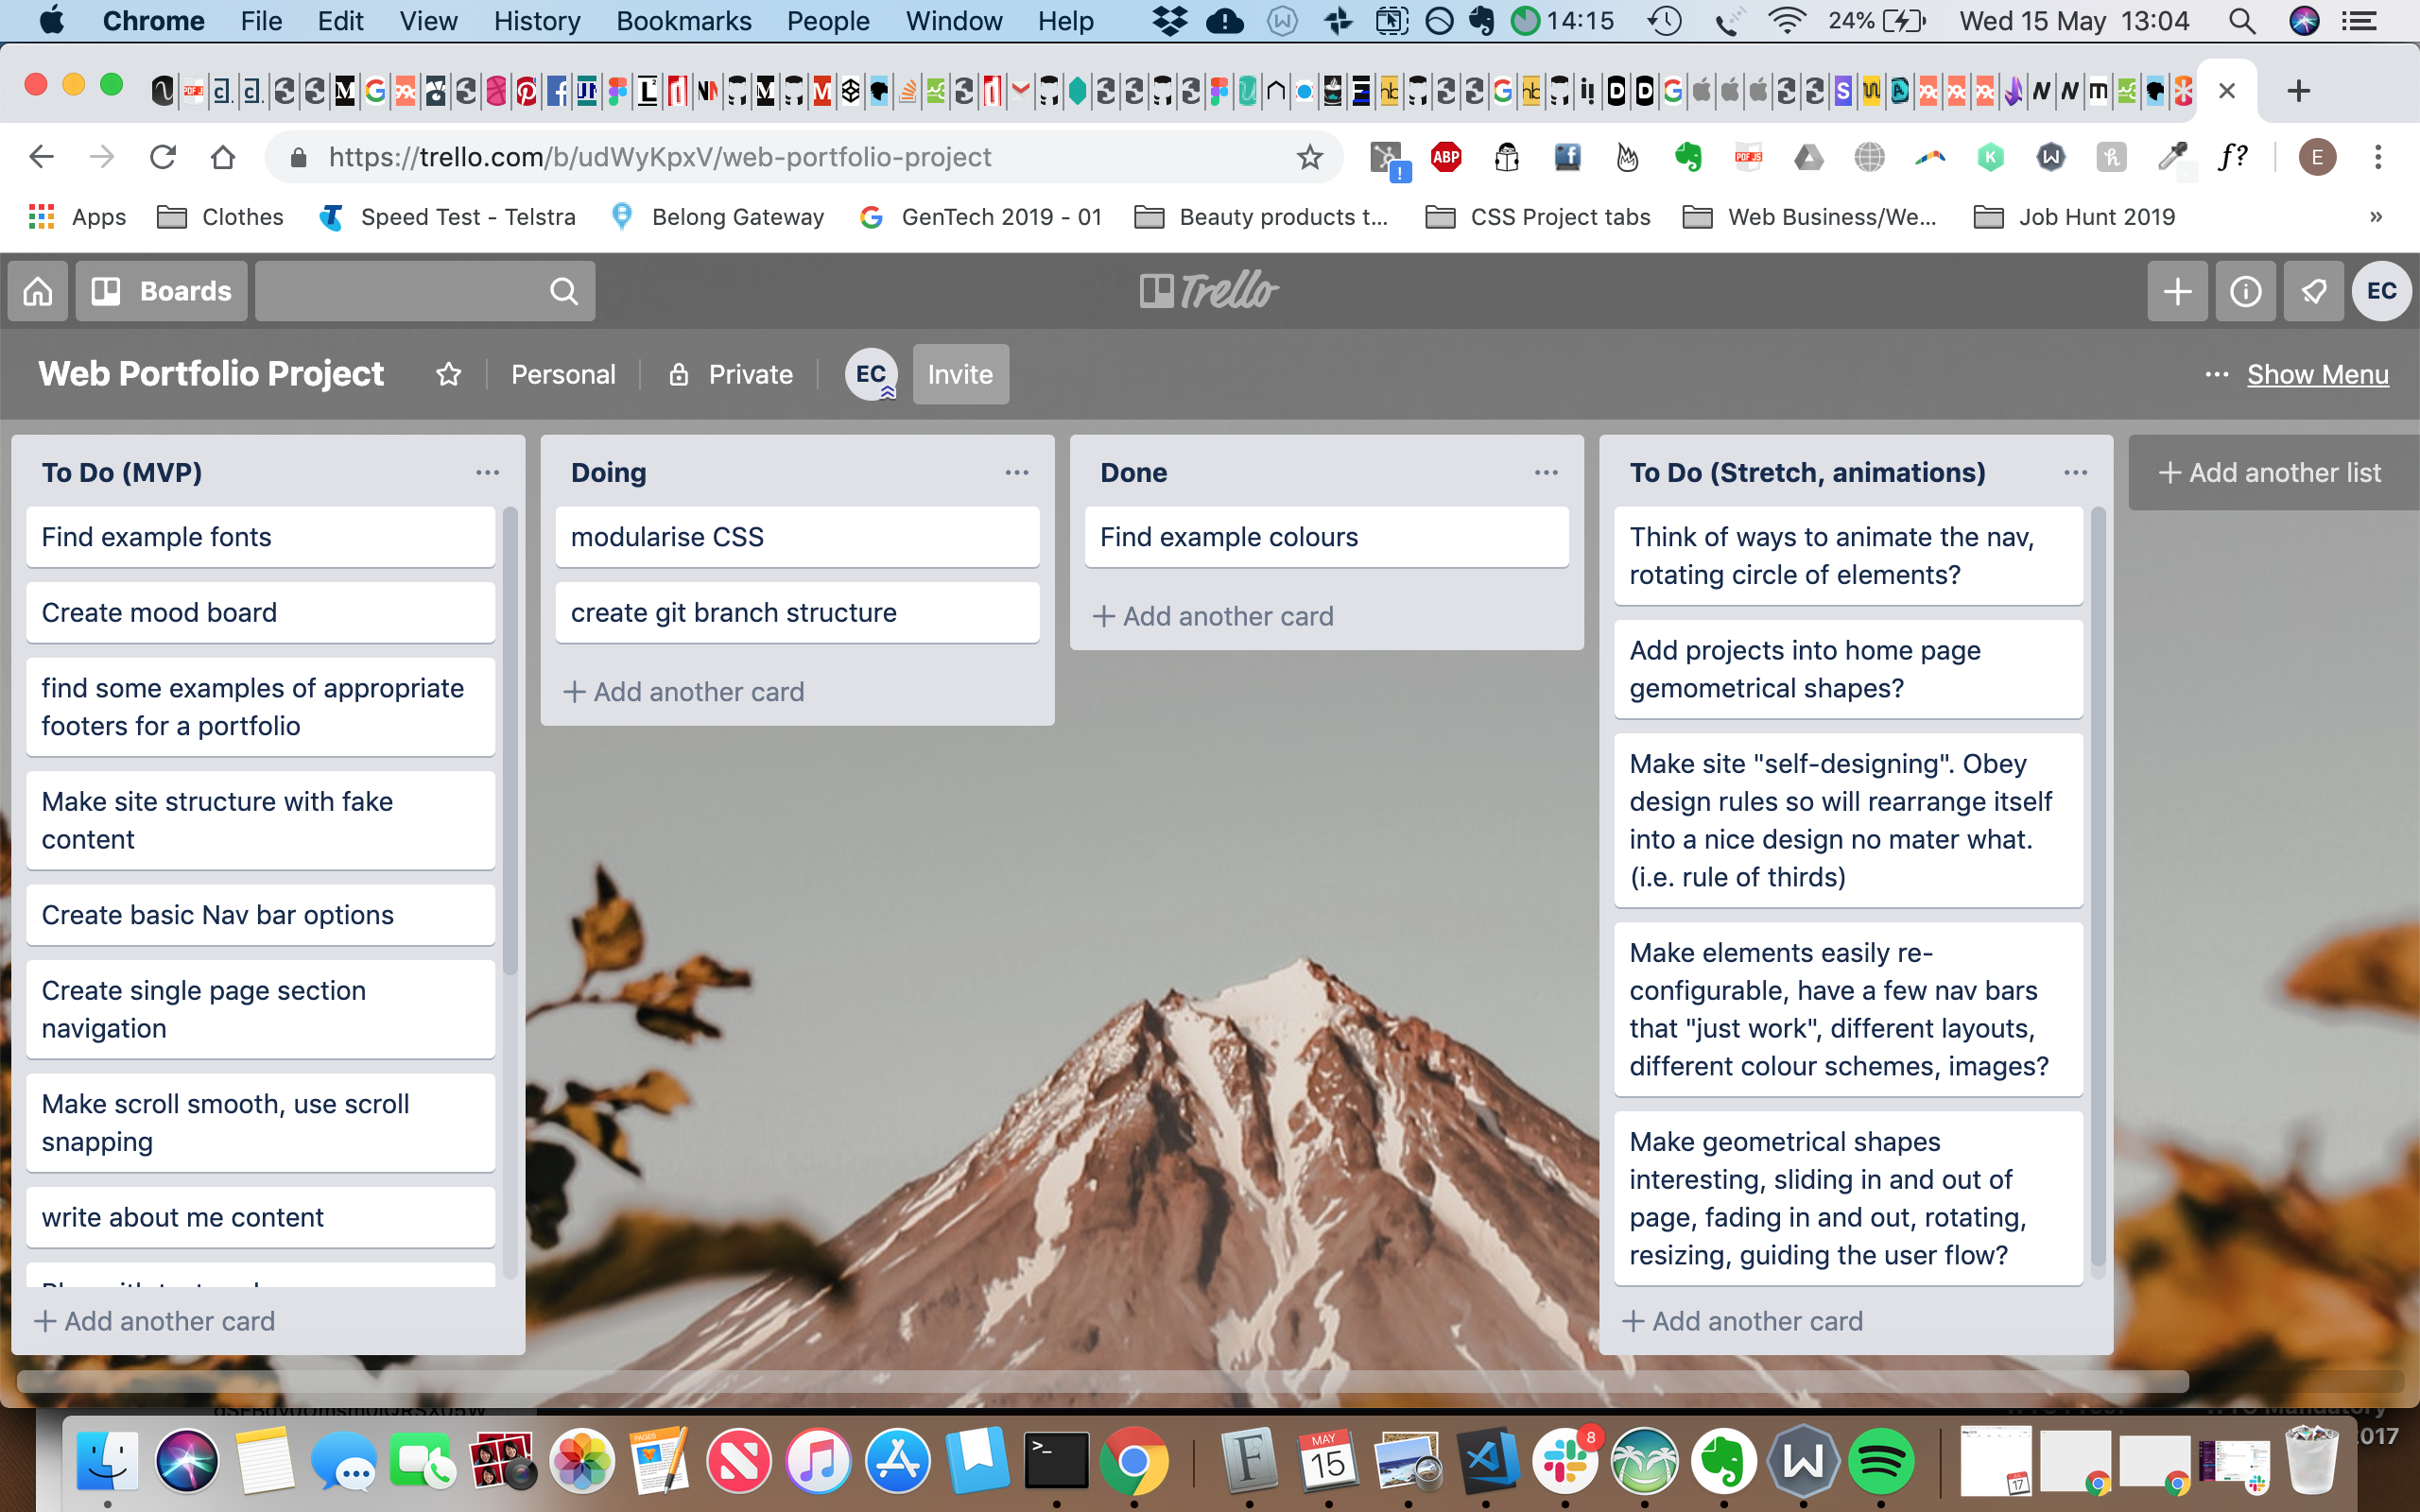 Chrome File Edit View History Bookmarks People Window Help 14:15 24% Wed 15 May 13:04
https://trello.com/b/udWyKpxV/web-portfolio-project
Apps Clothes Speed Test - Telstra Belong Gateway GenTech 2019 - 01 Beauty products t... CSS Project tabs Web Business/We... Job Hunt 2019 »
Boards Trello EC
Web Portfolio Project Personal Private EC Invite ... Show Menu
To Do (MVP)
Find example fonts
Create mood board
find some examples of appropriate
footers for a portfolio
Make site structure with fake
content
Create basic Nav bar options
Create single page section
navigation
Make scroll smooth, use scroll
snapping
write about me content
+ Add another card
Doing
modularise CSS
create git branch structure
+ Add another card
Done
Find example colours
+ Add another card
To Do (Stretch, animations)
Think of ways to animate the nav,
rotating circle of elements?
Add projects into home page
gemometrical shapes?
Make site "self-designing". Obey
design rules so will rearrange itself
into a nice design no mater what.
(i.e. rule of thirds)
Make elements easily re-
configurable, have a few nav bars
that "just work", different layouts,
different colour schemes, images?
Make geometrical shapes
interesting, sliding in and out of
page, fading in and out, rotating,
resizing, guiding the user flow?
+ Add another card
+ Add another list
PAGES
MAY
15
8
17
2017